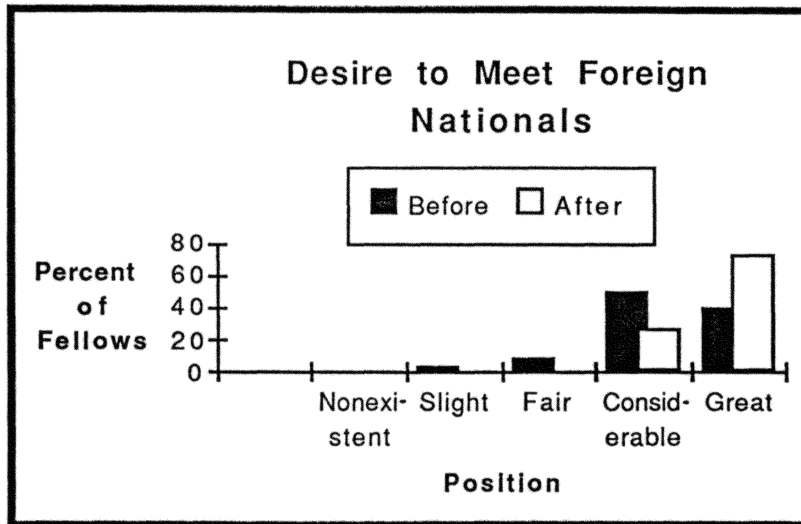 Desire to Meet Foreign
Nationals
Before After
Percent
of
Fellows
80
60
40
20
0
Nonexi- Slight Fair Consid- Great
stent erable
Position